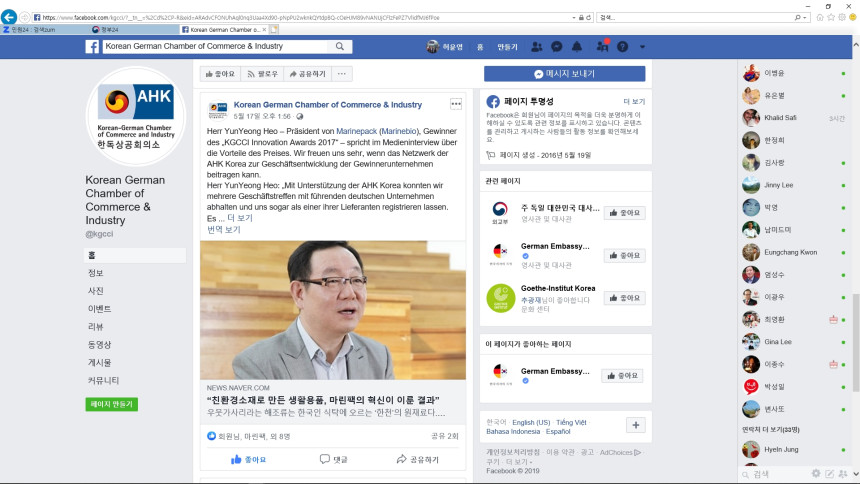 민원24 : 검색zum
정부24
Korean German Chamber o...
검색...
Korean German Chamber of Commerce & Industry
허윤영
홈
만들기
AHK
Korean-German Chamber
of Commerce and Industry
한독상공회의소
Korean German
Chamber of
Commerce &
Industry
@kgcci
홈
정보
사진
이벤트
리뷰
동영상
게시물
커뮤니티
페이지 만들기
좋아요
팔로우
공유하기
Korean German Chamber of Commerce & Industry
5월 17일 오후 1:56
Herr YunYeong Heo – Präsident von Marinepack (Marinebio), Gewinner
des „KGCCI Innovation Awards 2017“ – spricht im Medieninterview über
die Vorteile des Preises. Wir freuen uns sehr, wenn das Netzwerk der
AHK Korea zur Geschäftsentwicklung der Gewinnerunternehmen
beitragen kann.
Herr YunYeong Heo: „Mit Unterstützung der AHK Korea konnten wir
mehrere Geschäftstreffen mit führenden deutschen Unternehmen
abhalten und uns sogar als einer ihrer Lieferanten registrieren lassen.
Es ... 더 보기
번역 보기
NEWS.NAVER.COM
“친환경소재로 만든 생활용품, 마린팩의 혁신이 이룬 결과”
우뭇가사리라는 해조류는 한국인 식탁에 오르는 ‘한천’의 원재료다....
회원님, 마린팩, 외 8명
공유 2회
좋아요
댓글
공유하기
메시지 보내기
페이지 투명성
더 보기
Facebook은 회원님이 페이지의 목적을 더욱 분명하게 이
해하실 수 있도록 관련 정보를 표시하고 있습니다. 콘텐츠
를 관리하고 게시하는 사람들의 활동 정보를 확인해보세
요.
페이지 생성 - 2016년 5월 19일
관련 페이지
외교부
주 독일 대한민국 대사...
영사관 및 대사관
좋아요
German Embassy...
영사관 및 대사관
좋아요
Goethe-Institut Korea
추광재님이 좋아합니다
문화 센터
좋아요
이 페이지가 좋아하는 페이지
German Embassy...
좋아요
한국어 · English (US) · Tiếng Việt
Bahasa Indonesia · Español
개인정보처리방침 · 이용 약관 · 광고 · AdChoices
쿠키 · 더 보기
Facebook © 2019
이병윤
유은별
Khalid Safi
5시간
한정희
김사랑
Jinny Lee
박영
남띠드미
Eungchang Kwon
엄성수
이광우
최영환
Gina Lee
이종수
박성일
변사또
연락처 더 보기(33명)
Hyeln Jung
검색